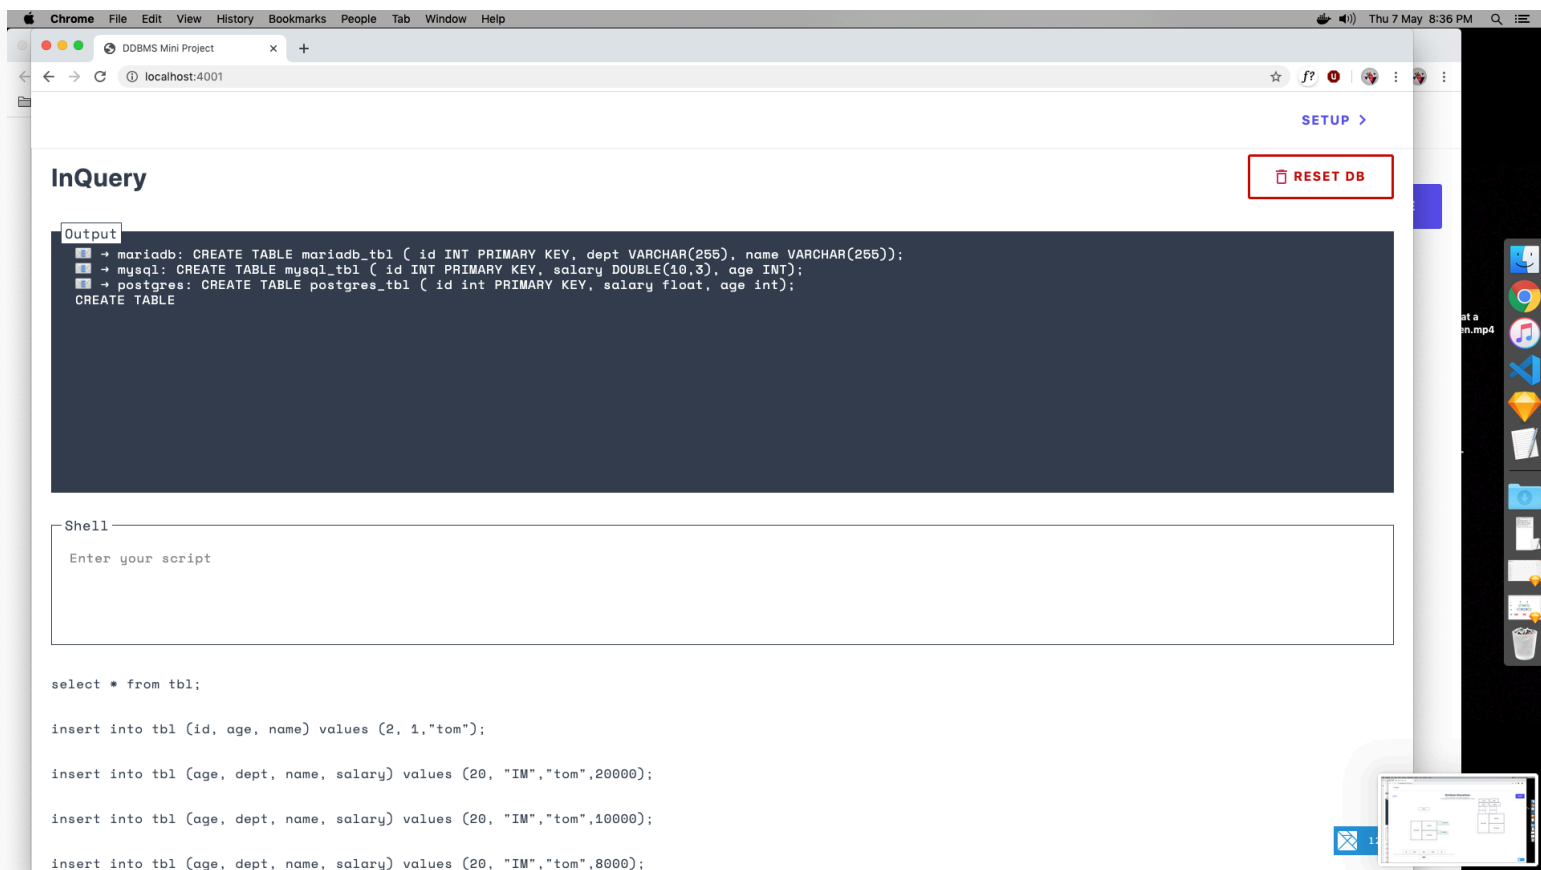 Chrome File Edit View History Bookmarks People Tab Window Help Thu 7 May 8:36 PM
DDBMS Mini Project
localhost:4001
SETUP
InQuery
RESET DB
Output
→ mariadb: CREATE TABLE mariadb_tbl ( id INT PRIMARY KEY, dept VARCHAR(255), name VARCHAR(255));
→ mysql: CREATE TABLE mysql_tbl ( id INT PRIMARY KEY, salary DOUBLE(10,3), age INT);
→ postgres: CREATE TABLE postgres_tbl ( id int PRIMARY KEY, salary float, age int);
CREATE TABLE
at a
en.mp4
Shell
Enter your script
select * from tbl;
insert into tbl (id, age, name) values (2, 1,"tom");
insert into tbl (age, dept, name, salary) values (20, "IM","tom",20000);
insert into tbl (age, dept, name, salary) values (20, "IM","tom",10000);
insert into tbl (age, dept, name, salary) values (20, "IM","tom",8000);